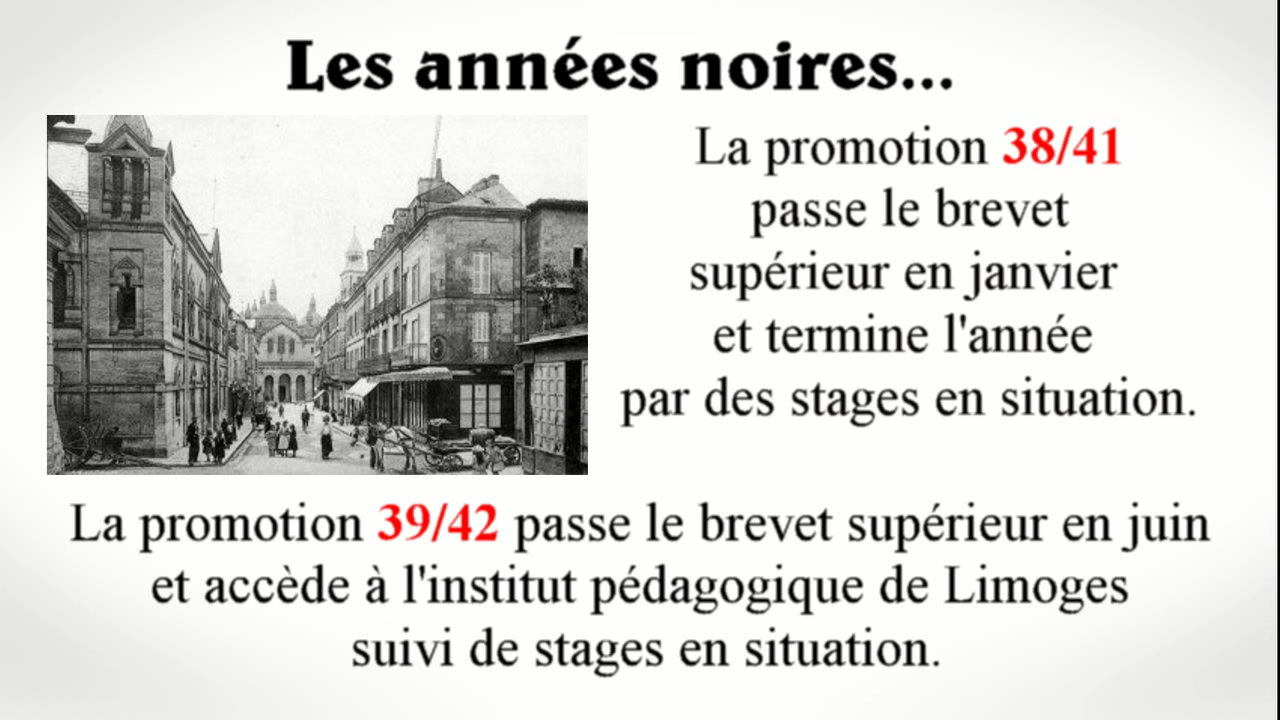 Les années noires...
La promotion 38/41
passe le brevet
supérieur en janvier
et termine l'année
par des stages en situation.
La promotion 39/42 passe le brevet supérieur en juin
et accède à l'institut pédagogique de Limoges
suivi de stages en situation.